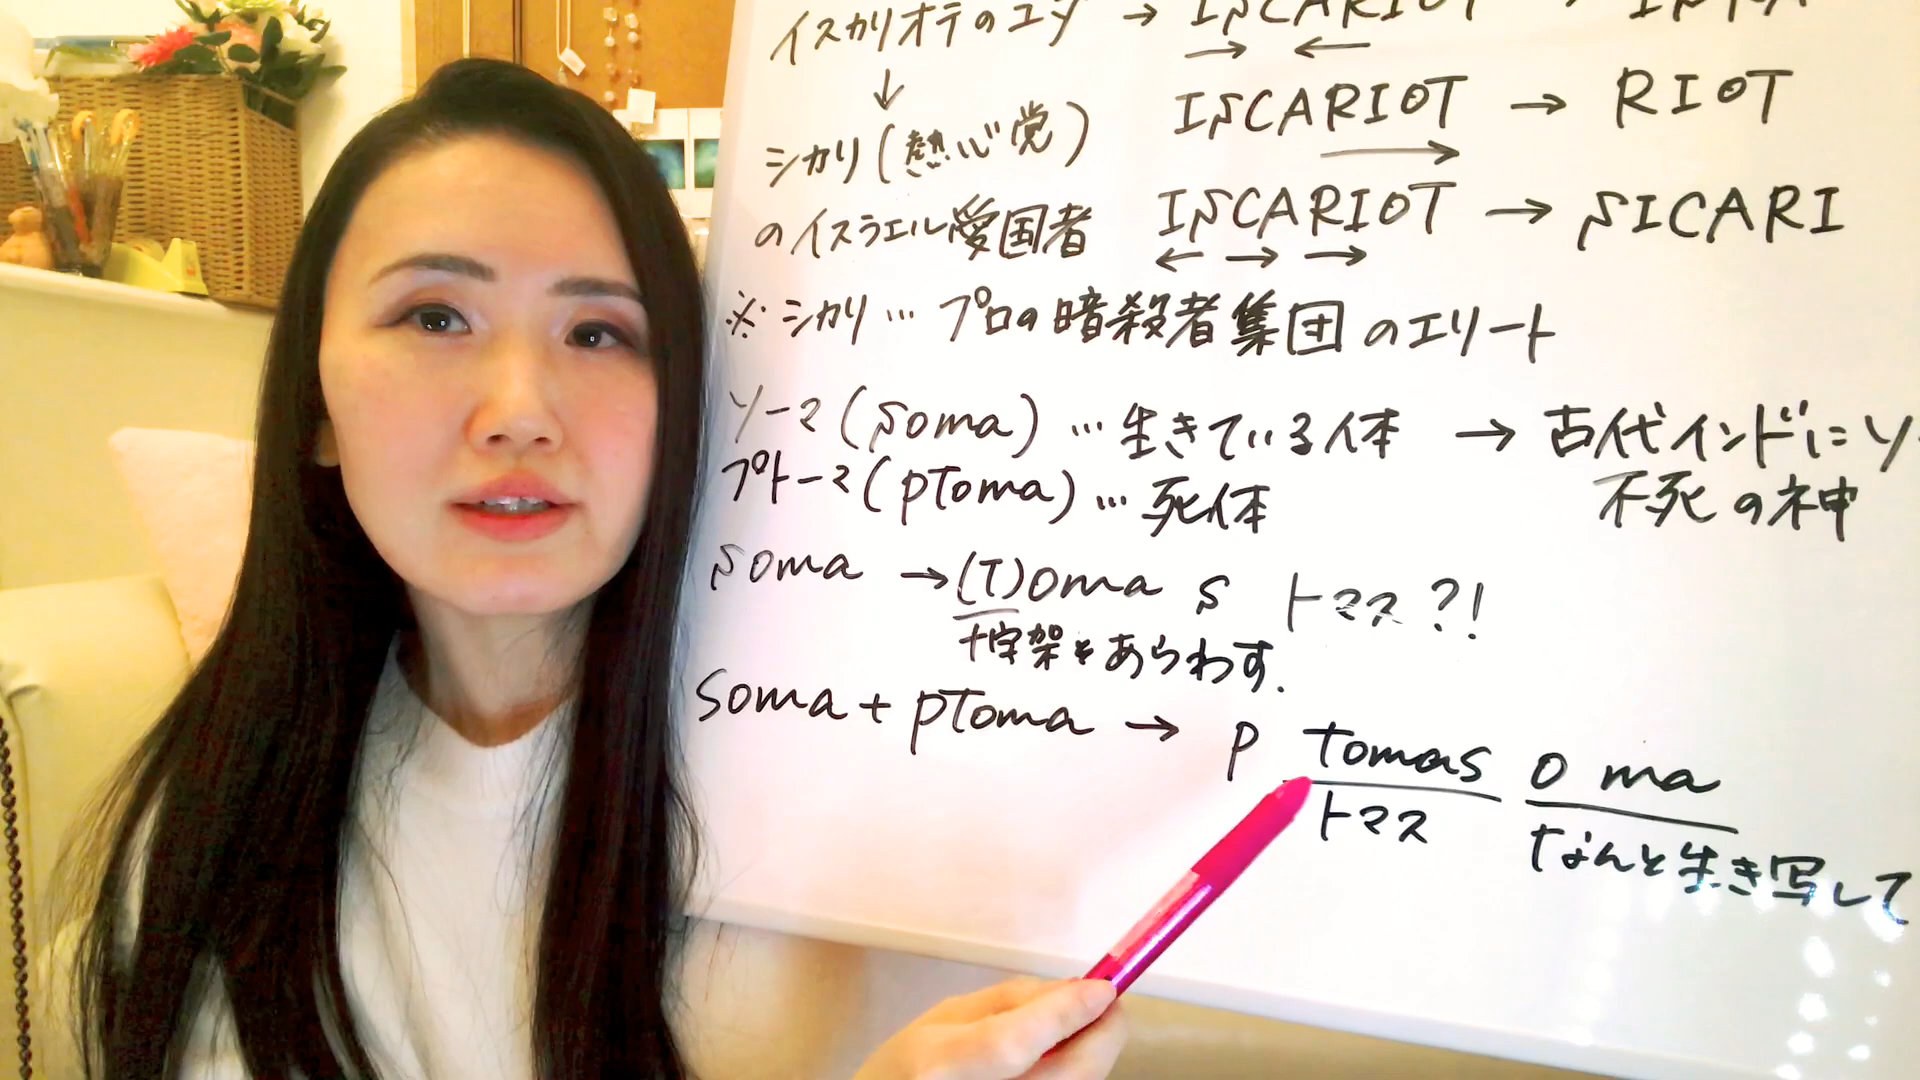 イスカリオテのユダ → ISCARIOT
シカリ(熱心党)
のイスラエル愛国者
ISCARIOT → RIOT
ISCARIOT → SICARI
※シカリ… プロの暗殺者集団のエリート
ソーマ(soma)…生きている人体 → 古代インドにソ
プトーマ(pToma)…死体
不死の神
soma →(T)oma s トマス?!
十字架をあらわす.
Soma + pToma → p tomas o ma
トマス
なんと生き写して